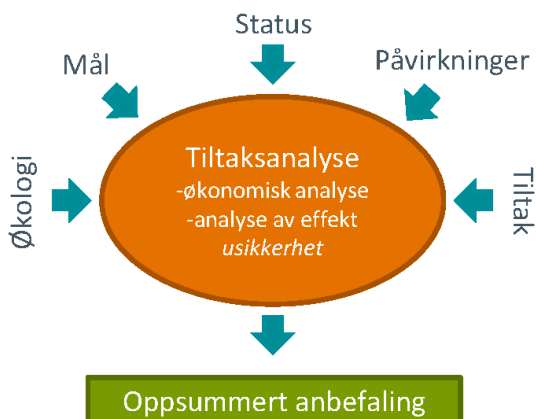 Status
Mål
Påvirkninger
Økologi
Tiltak
Tiltaksanalyse
-økonomisk analyse
-analyse av effekt
usikkerhet
Oppsummert anbefaling